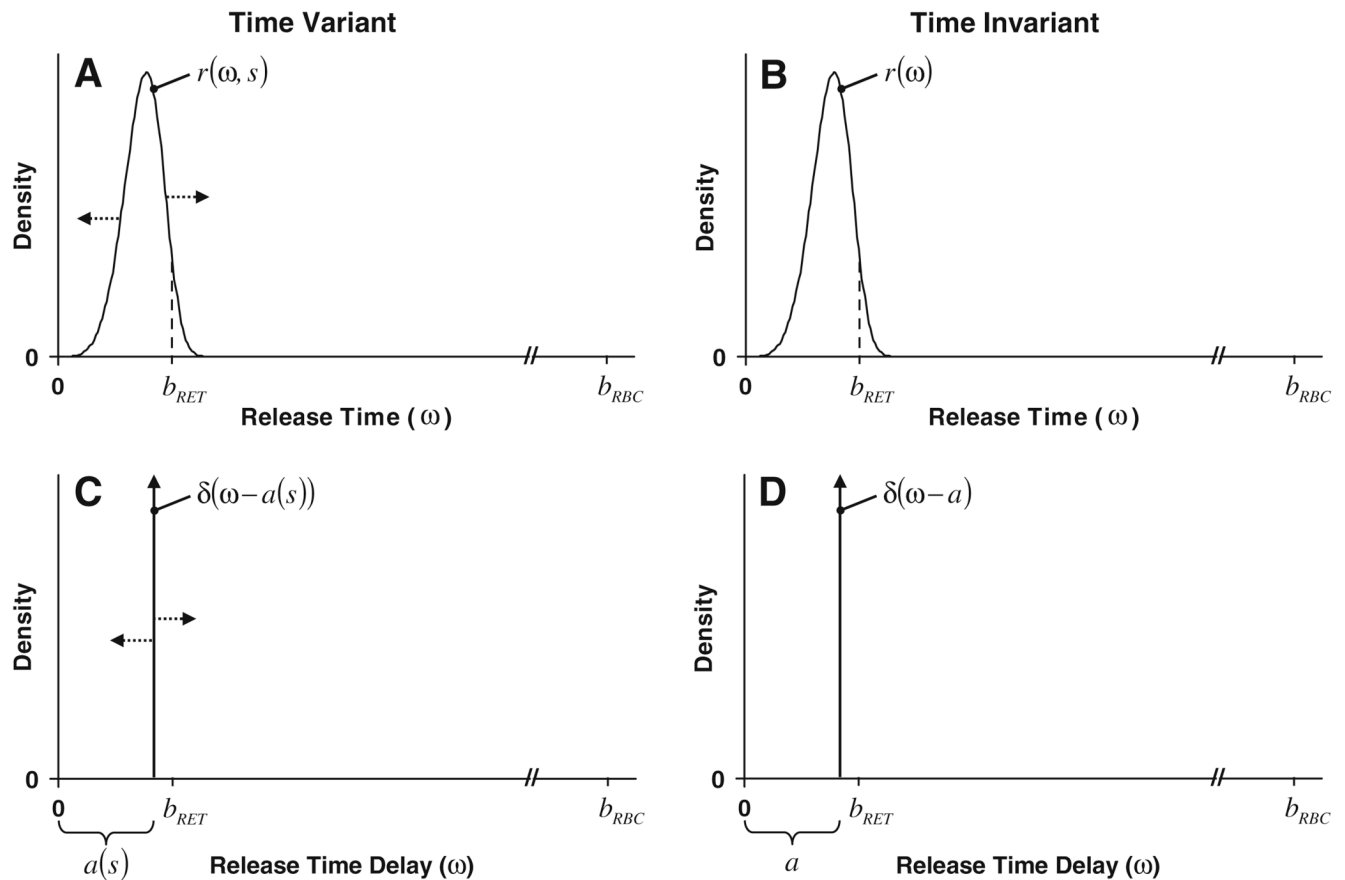 Time Variant
Time Invariant
A
r(ω, s)
Density
0
0
b_RET
b_RBC
Release Time (ω)
B
r(ω)
Density
0
0
b_RET
b_RBC
Release Time (ω)
C
δ(ω−a(s))
Density
0
0
b_RET
b_RBC
a(s)
Release Time Delay (ω)
D
δ(ω−a)
Density
0
0
b_RET
b_RBC
a
Release Time Delay (ω)